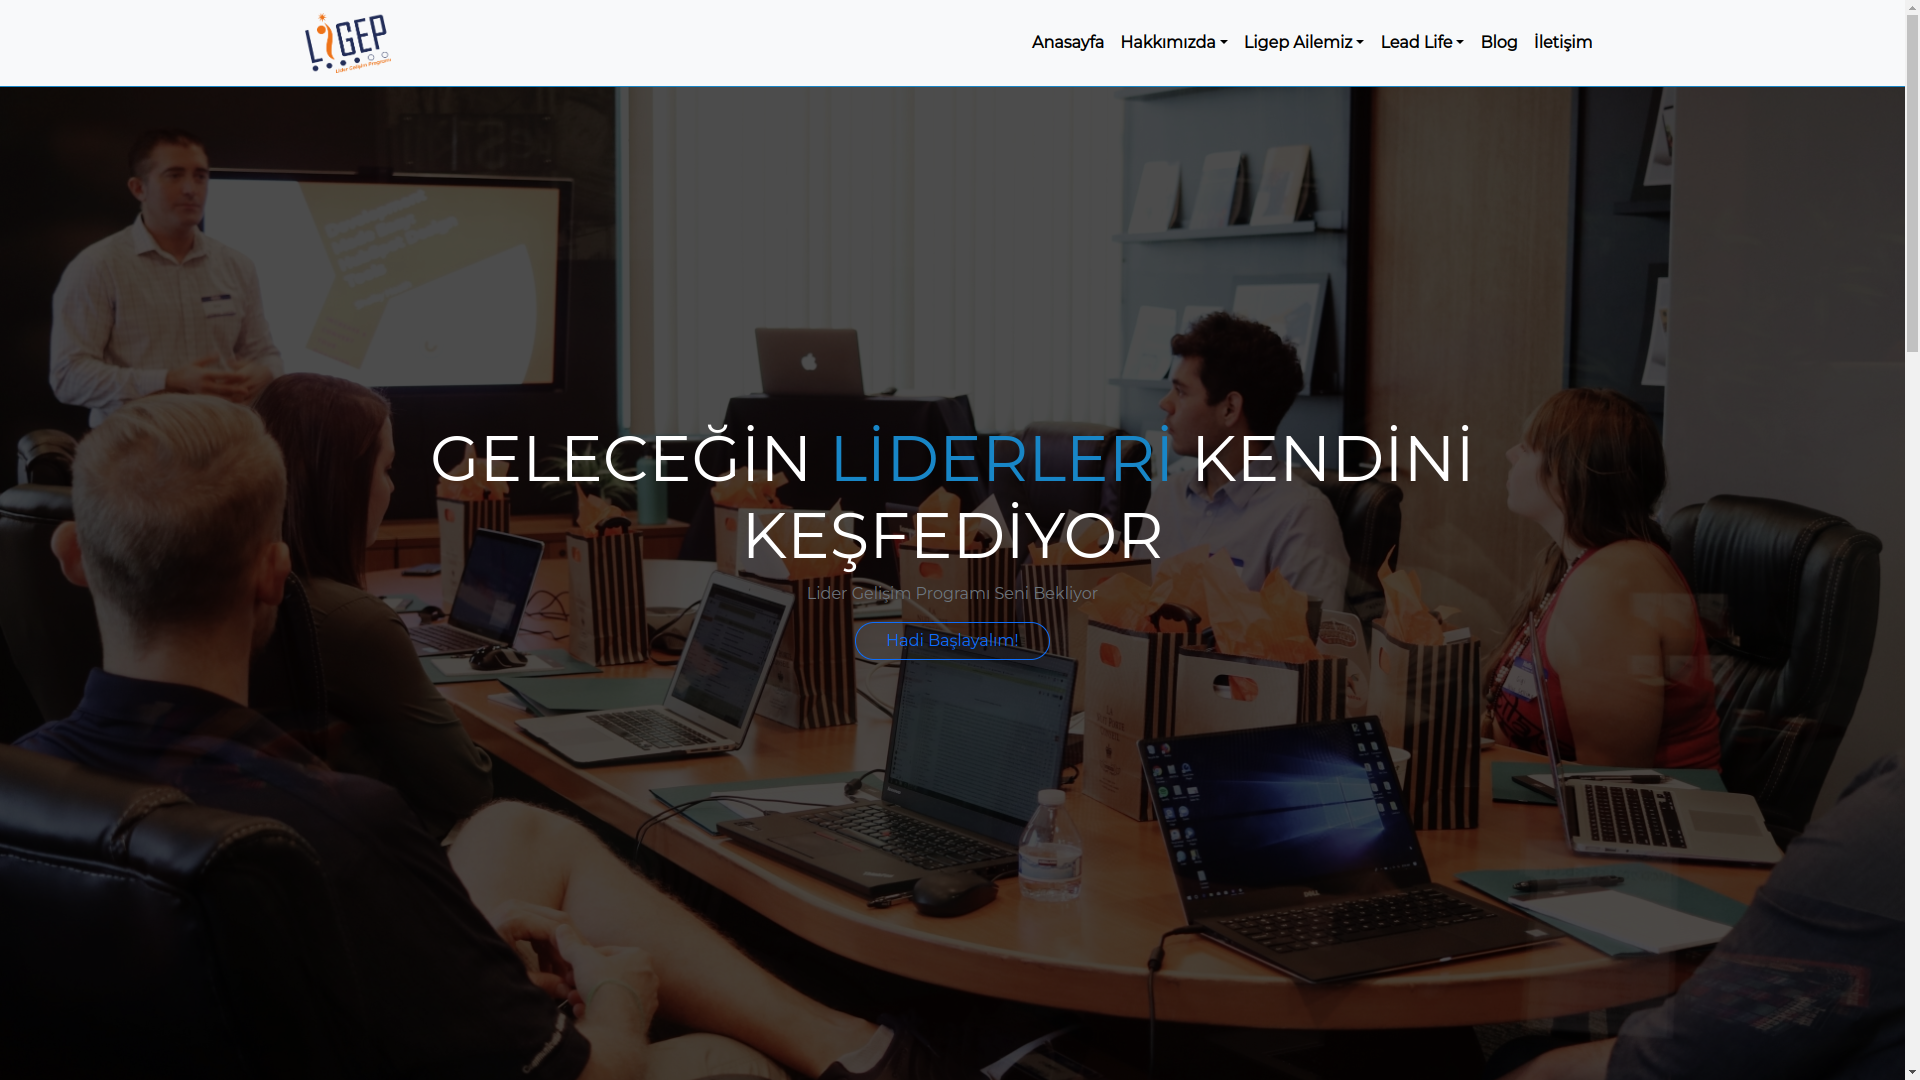 LİGEP
Lider Gelişim Programı
Anasayfa
Hakkımızda
Ligep Ailemiz
Lead Life
Blog
İletişim
GELECEĞİN LİDERLERİ KENDİNİ
KEŞFEDİYOR
Lider Gelişim Programı Seni Bekliyor
Hadi Başlayalım!